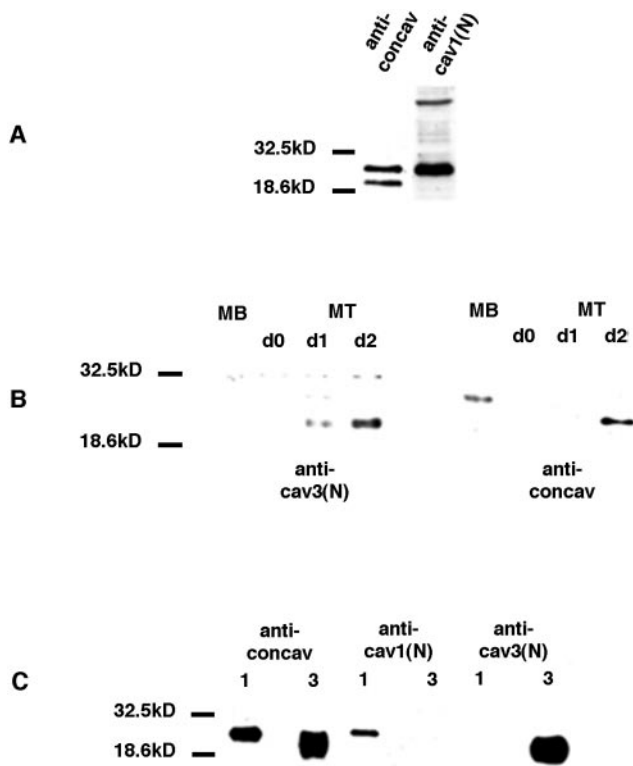 anti-
concav
anti-
cav1(N)
A
32.5kD
18.6kD
MB MT MB MT
d0 d1 d2 d0 d1 d2
32.5kD
B
18.6kD
anti- anti-
cav3(N) concav
anti- anti- anti-
concav cav1(N) cav3(N)
C 1 3 1 3 1 3
32.5kD
18.6kD